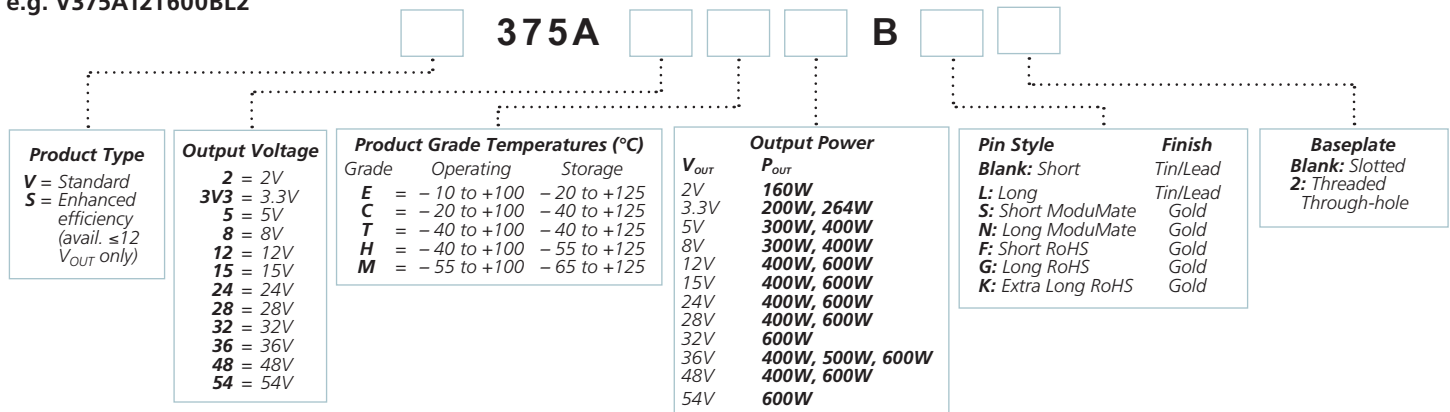 e.g. V375A12T600BL2
375A B
Product Type
V = Standard
S = Enhanced
efficiency
(avail. ≤12
VOUT only)
Output Voltage
2 = 2V
3V3 = 3.3V
5 = 5V
8 = 8V
12 = 12V
15 = 15V
24 = 24V
28 = 28V
32 = 32V
36 = 36V
48 = 48V
54 = 54V
Product Grade Temperatures (°C)
Grade Operating Storage
E = – 10 to +100 – 20 to +125
C = – 20 to +100 – 40 to +125
T = – 40 to +100 – 40 to +125
H = – 40 to +100 – 55 to +125
M = – 55 to +100 – 65 to +125
Output Power
VOUT POUT
2V 160W
3.3V 200W, 264W
5V 300W, 400W
8V 300W, 400W
12V 400W, 600W
15V 400W, 600W
24V 400W, 600W
28V 400W, 600W
32V 600W
36V 400W, 500W, 600W
48V 400W, 600W
54V 600W
Pin Style Finish
Blank: Short Tin/Lead
L: Long Tin/Lead
S: Short ModuMate Gold
N: Long ModuMate Gold
F: Short RoHS Gold
G: Long RoHS Gold
K: Extra Long RoHS Gold
Baseplate
Blank: Slotted
2: Threaded
Through-hole